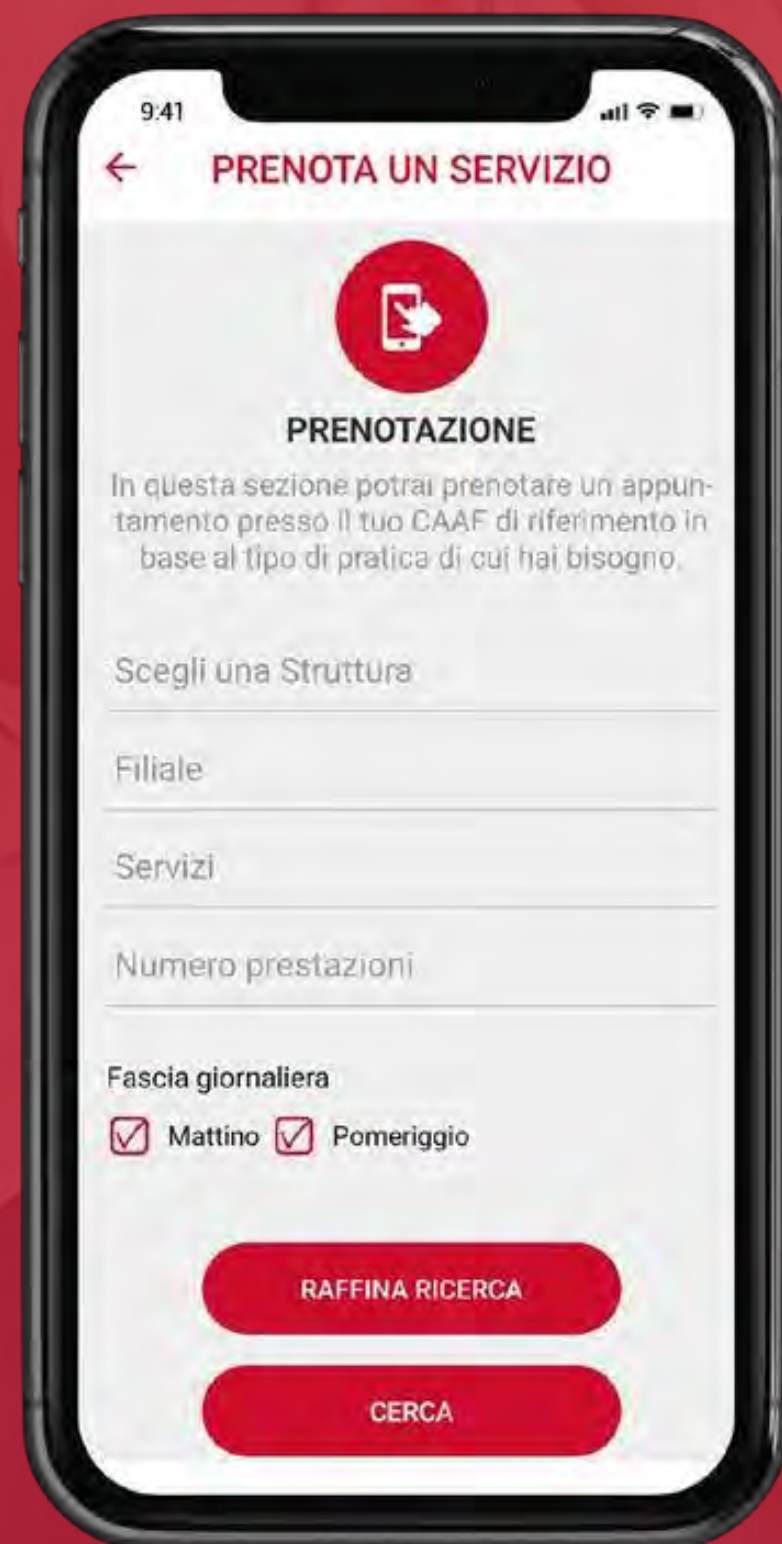 9:41
PRENOTA UN SERVIZIO
PRENOTAZIONE
In questa sezione potrai prenotare un appun-
tamento presso il tuo CAAF di riferimento in
base al tipo di pratica di cui hai bisogno.
Scegli una Struttura
Filiale
Servizi
Numero prestazioni
Fascia giornaliera
Mattino Pomeriggio
RAFFINA RICERCA
CERCA